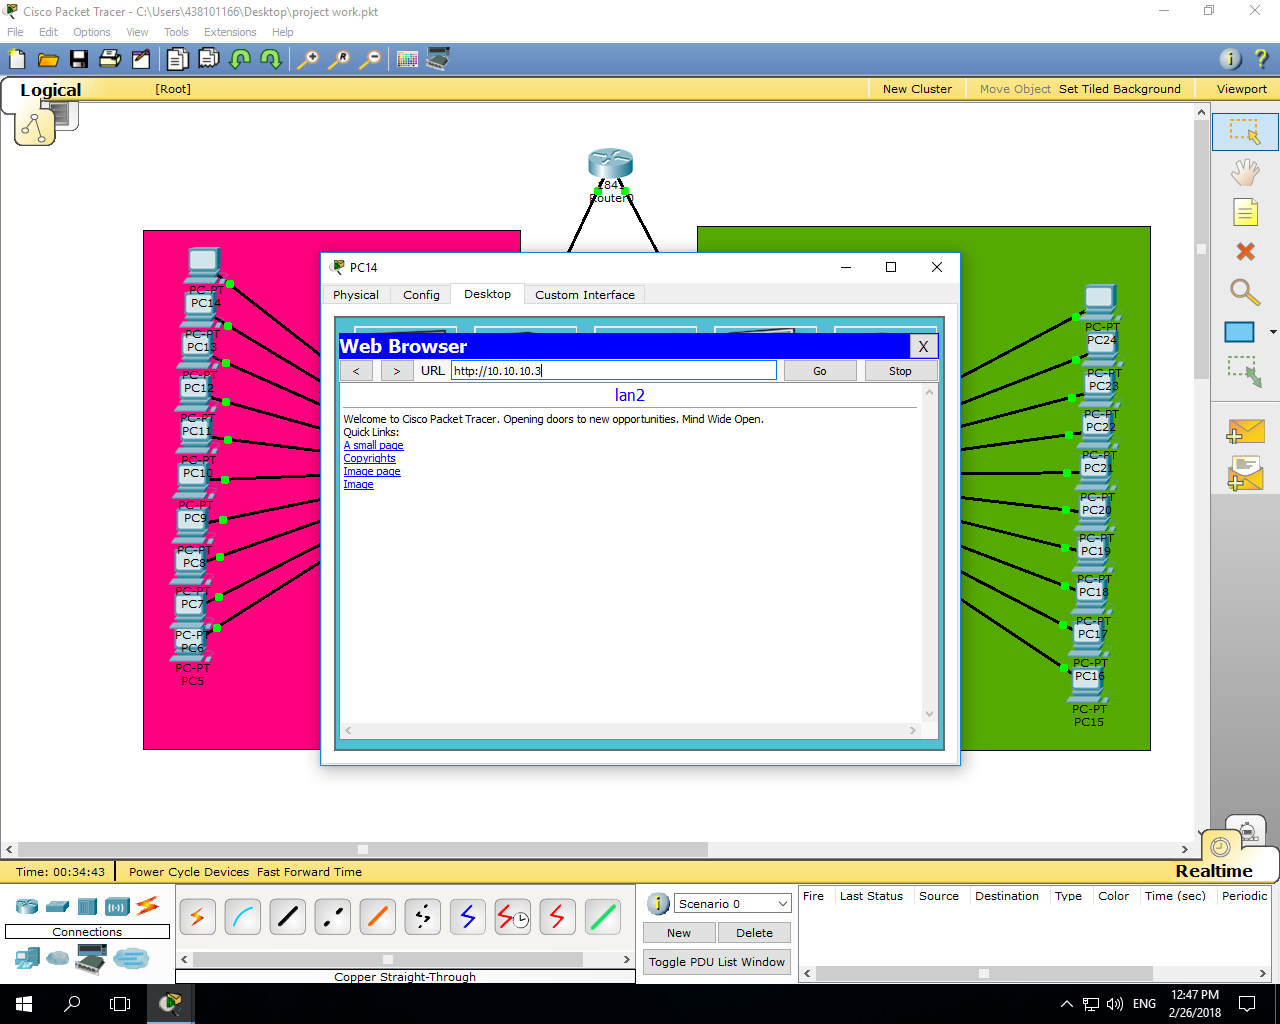 Cisco Packet Tracer - C:\Users\438101166\Desktop\project work.pkt
File Edit Options View Tools Extensions Help
Logical [Root] New Cluster Move Object Set Tiled Background Viewport
Router0
PC14
Physical Config Desktop Custom Interface
Web Browser X
< > URL http://10.10.10.3 Go Stop
lan2
Welcome to Cisco Packet Tracer. Opening doors to new opportunities. Mind Wide Open.
Quick Links:
A small page
Copyrights
Image page
Image
PC-PT
PC14
PC-PT
PC13
PC-PT
PC12
PC-PT
PC11
PC-PT
PC10
PC-PT
PC9
PC-PT
PC8
PC-PT
PC7
PC-PT
PC6
PC-PT
PC5
PC-PT
PC24
PC-PT
PC23
PC-PT
PC22
PC-PT
PC21
PC-PT
PC20
PC-PT
PC19
PC-PT
PC18
PC-PT
PC17
PC-PT
PC16
PC-PT
PC15
Time: 00:34:43 Power Cycle Devices Fast Forward Time Realtime
Connections
Copper Straight-Through
Scenario 0
New Delete
Toggle PDU List Window
Fire Last Status Source Destination Type Color Time (sec) Periodic
ENG
12:47 PM
2/26/2018